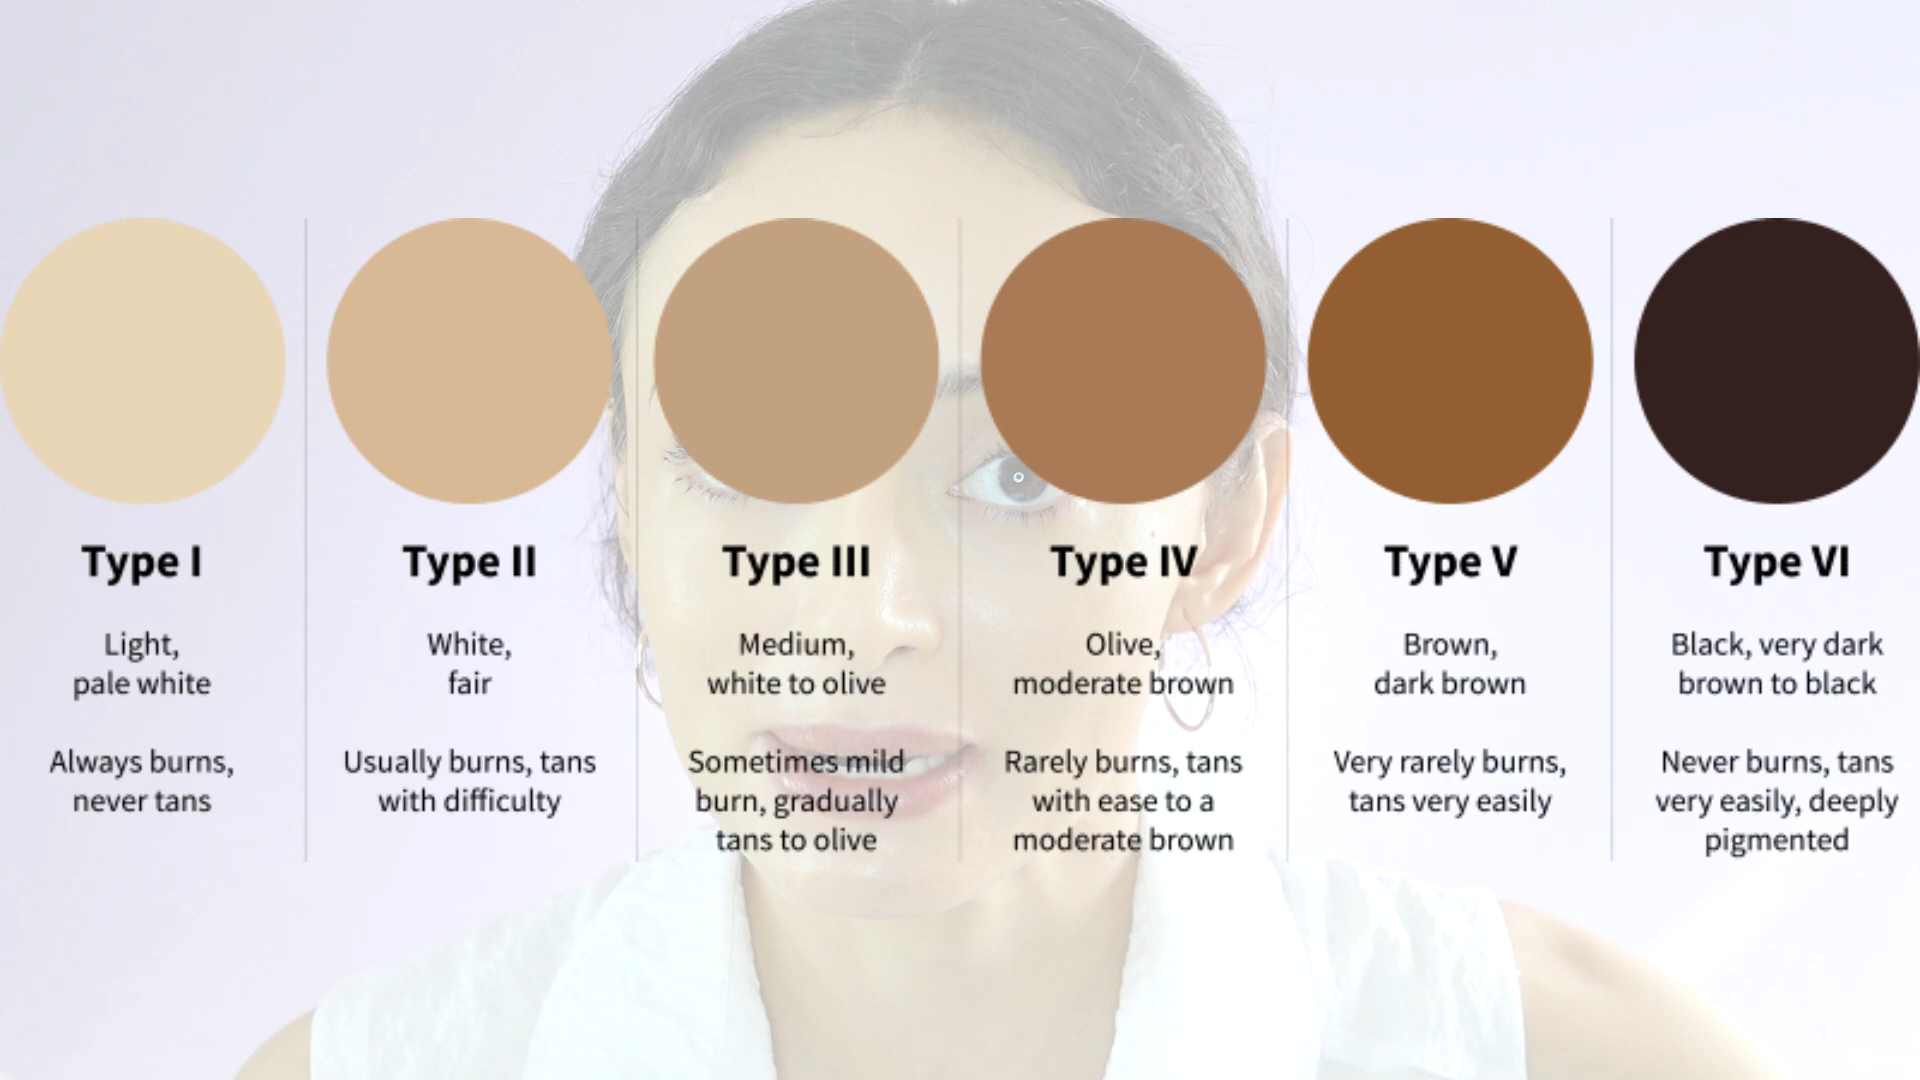 Type I
Light,
pale white
Always burns,
never tans
Type II
White,
fair
Usually burns, tans
with difficulty
Type III
Medium,
white to olive
Sometimes mild
burn, gradually
tans to olive
Type IV
Olive,
moderate brown
Rarely burns, tans
with ease to a
moderate brown
Type V
Brown,
dark brown
Very rarely burns,
tans very easily
Type VI
Black, very dark
brown to black
Never burns, tans
very easily, deeply
pigmented